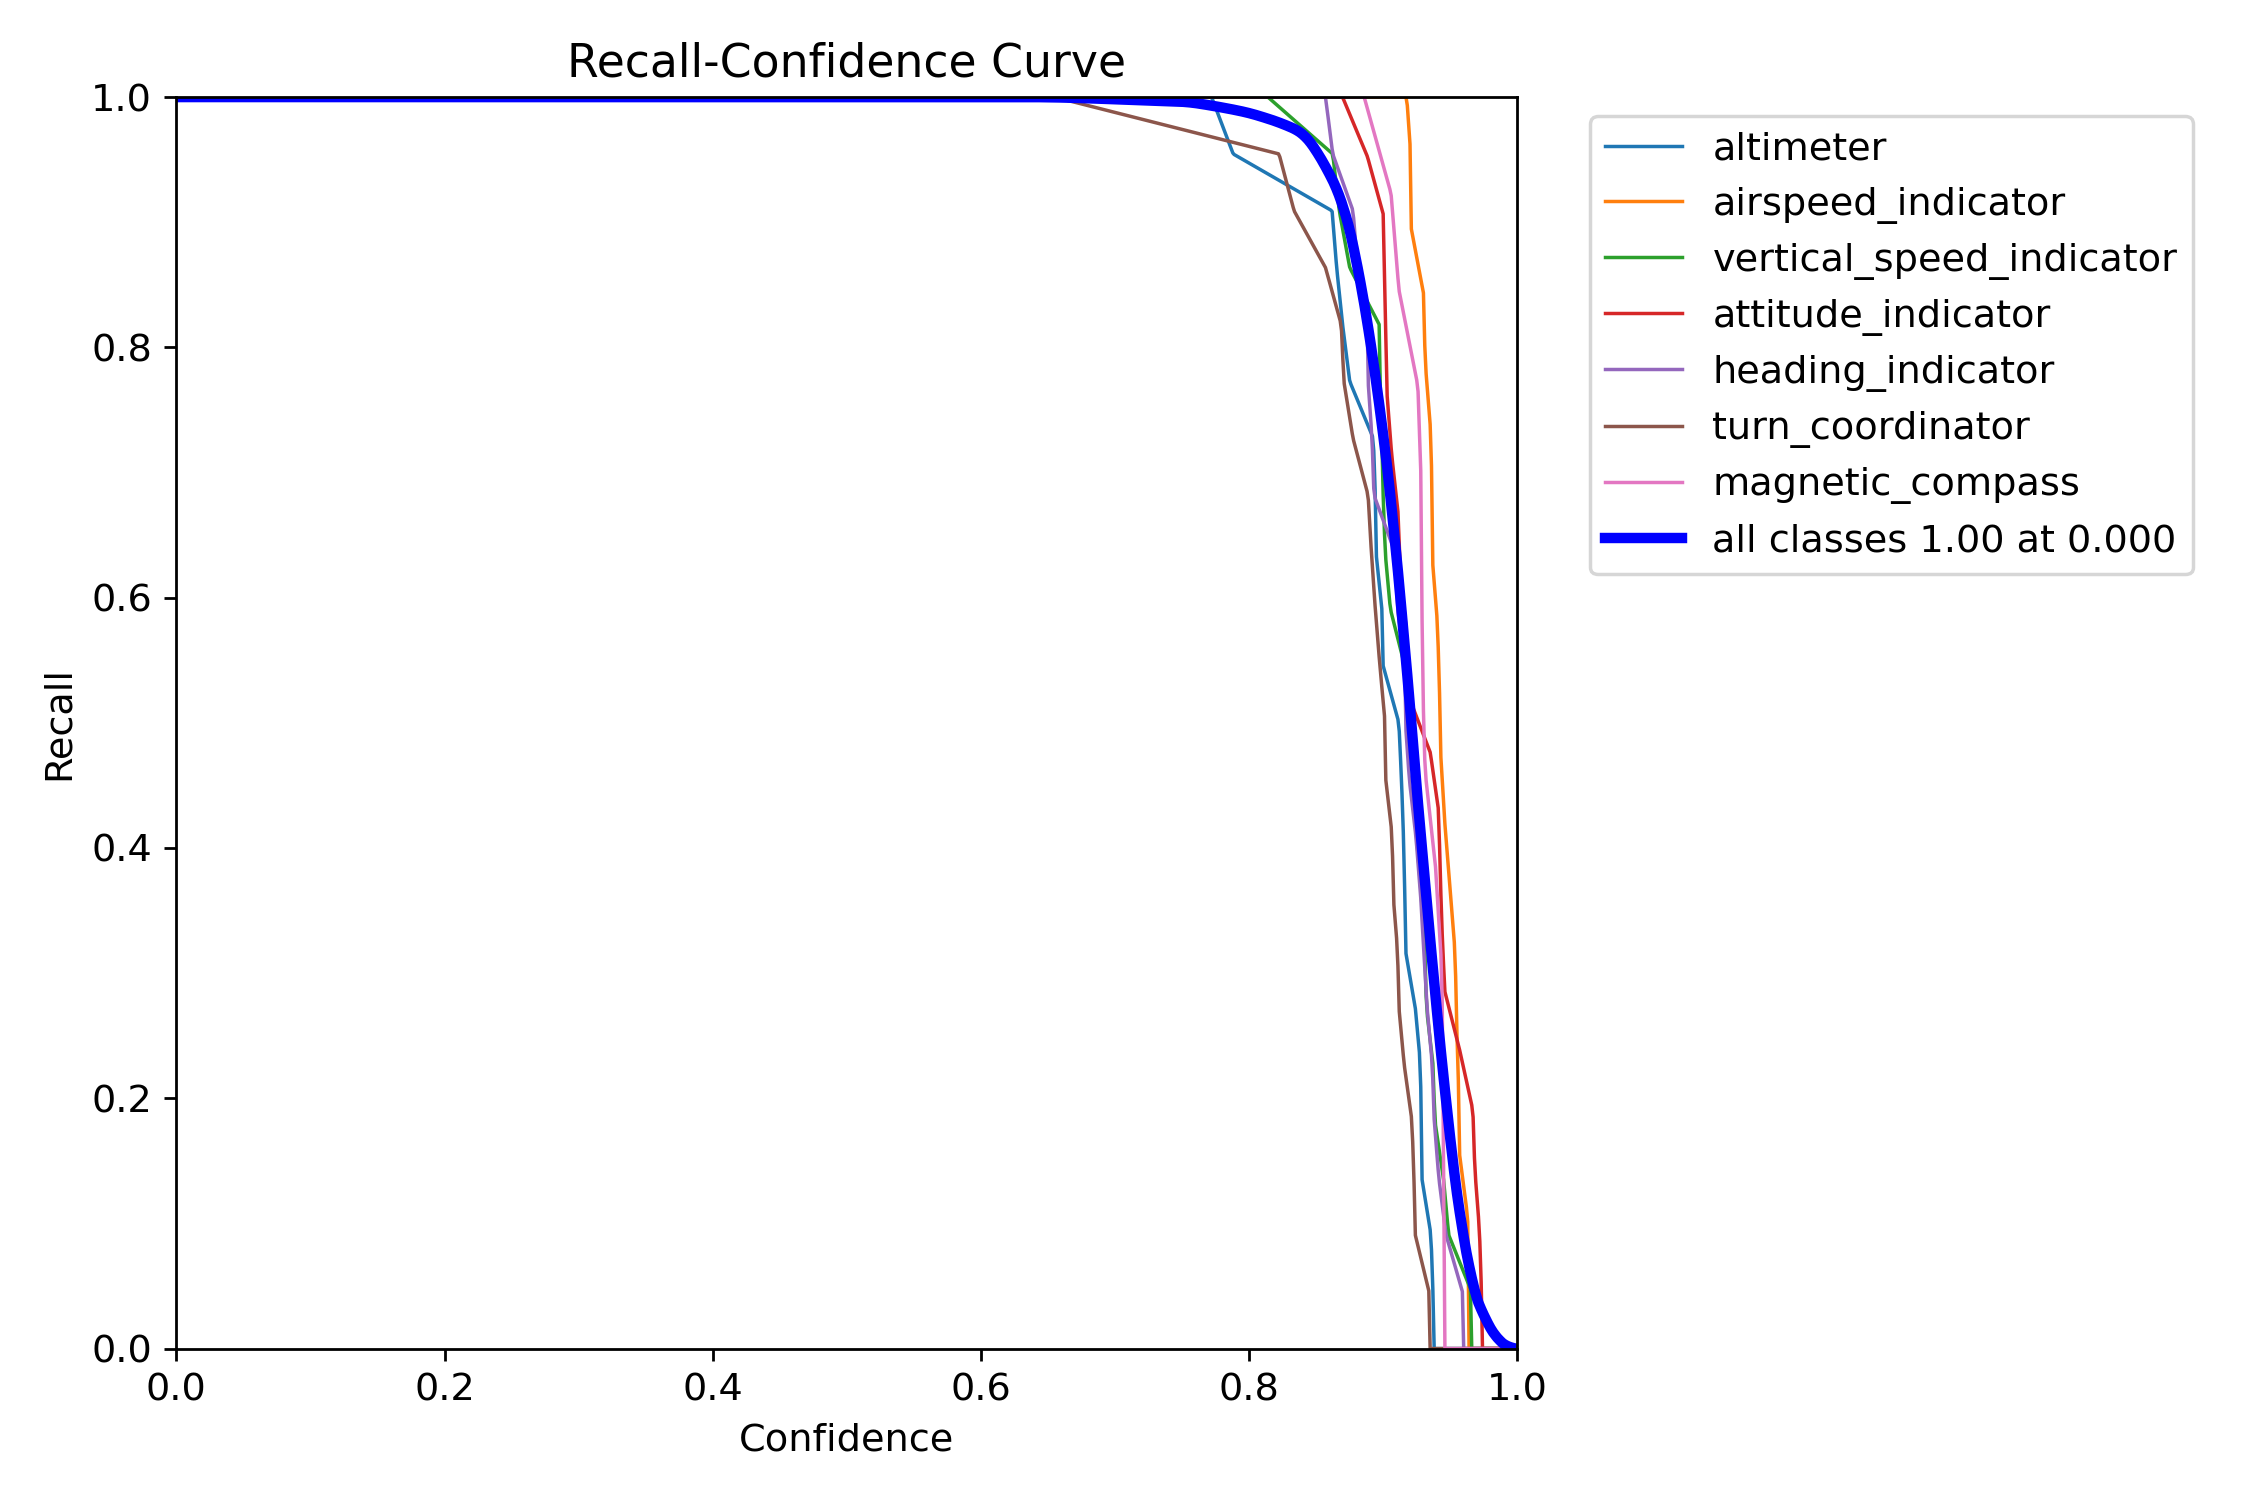 Recall-Confidence Curve
1.0
0.8
0.6
0.4
0.2
0.0
Recall
0.0 0.2 0.4 0.6 0.8 1.0
Confidence
altimeter
airspeed_indicator
vertical_speed_indicator
attitude_indicator
heading_indicator
turn_coordinator
magnetic_compass
all classes 1.00 at 0.000